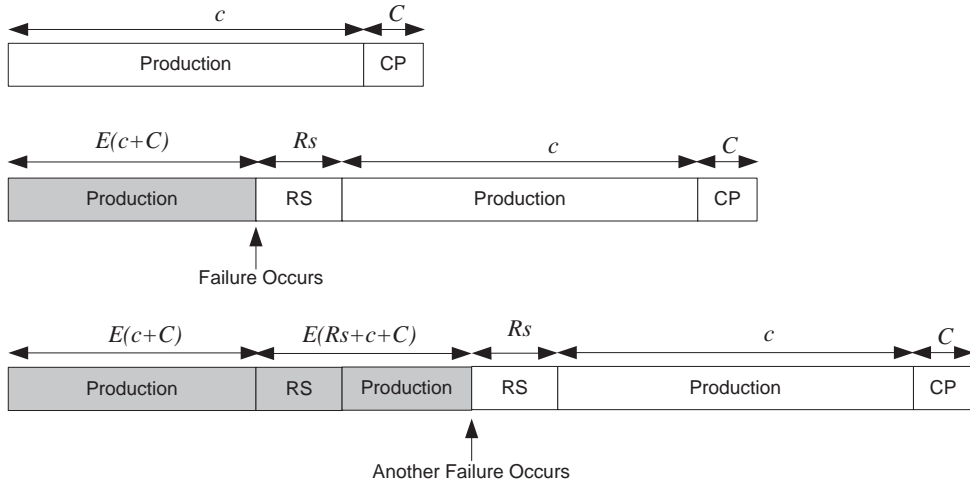 c C
Production CP
E(c+C) Rs c C
Production RS Production CP
Failure Occurs
E(c+C) E(Rs+c+C) Rs c C
Production RS Production RS Production CP
Another Failure Occurs